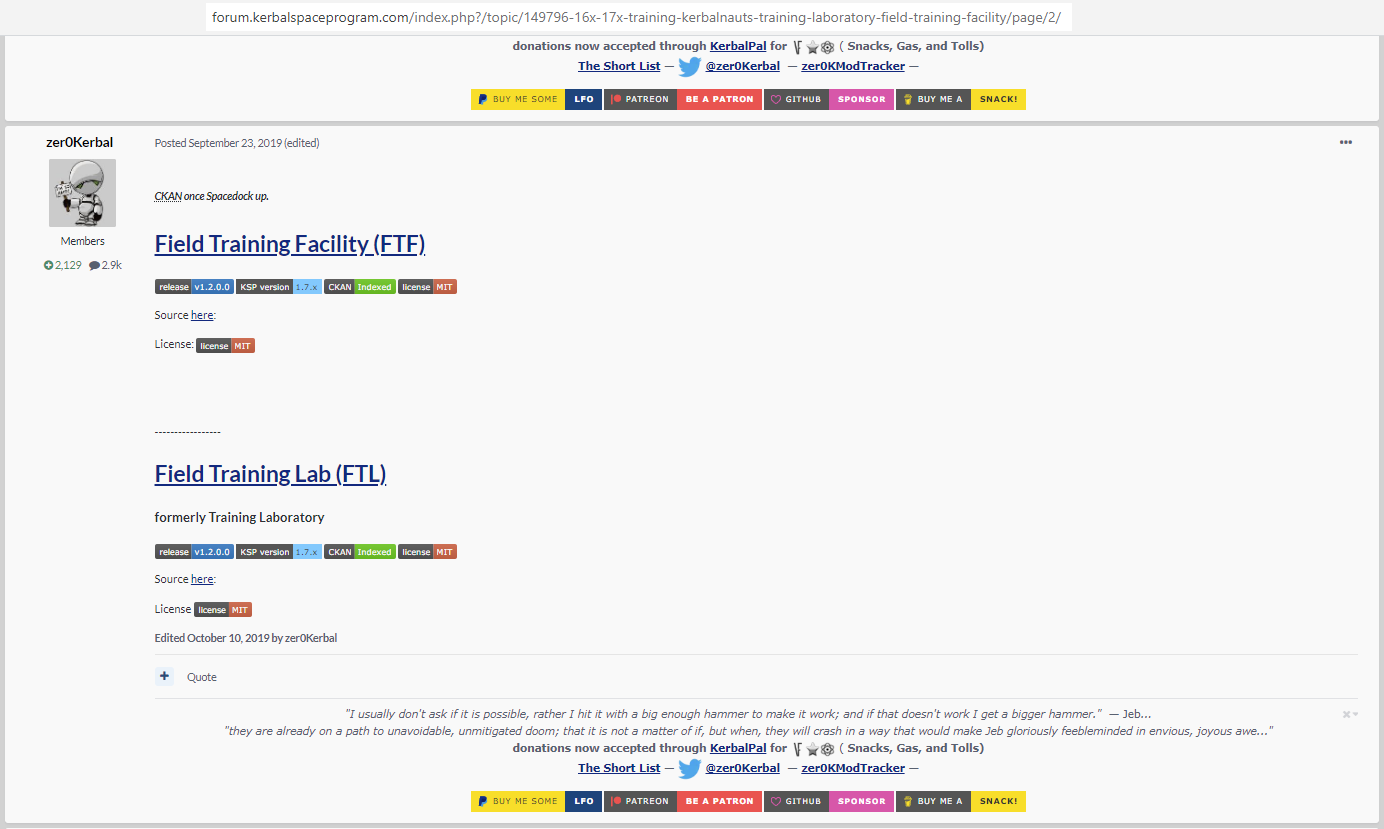 forum.kerbalspaceprogram.com/index.php?/topic/149796-16x-17x-training-kerbalnauts-training-laboratory-field-training-facility/page/2/
donations now accepted through KerbalPal for ( Snacks, Gas, and Tolls)
The Short List — @zer0Kerbal — zer0KModTracker —
BUY ME SOME LFO PATREON BE A PATRON GITHUB SPONSOR BUY ME A SNACK!
zer0Kerbal
Posted September 23, 2019 (edited)
CKAN once Spacedock up.
Members
2,129 2.9k
Field Training Facility (FTF)
release v1.2.0.0 KSP version 1.7.x CKAN Indexed license MIT
Source here:
License: license MIT
-----------------
Field Training Lab (FTL)
formerly Training Laboratory
release v1.2.0.0 KSP version 1.7.x CKAN Indexed license MIT
Source here:
License license MIT
Edited October 10, 2019 by zer0Kerbal
+ Quote
"I usually don't ask if it is possible, rather I hit it with a big enough hammer to make it work; and if that doesn't work I get a bigger hammer." — Jeb...
"they are already on a path to unavoidable, unmitigated doom; that it is not a matter of if, but when, they will crash in a way that would make Jeb gloriously feebleminded in envious, joyous awe..."
donations now accepted through KerbalPal for ( Snacks, Gas, and Tolls)
The Short List — @zer0Kerbal — zer0KModTracker —
BUY ME SOME LFO PATREON BE A PATRON GITHUB SPONSOR BUY ME A SNACK!